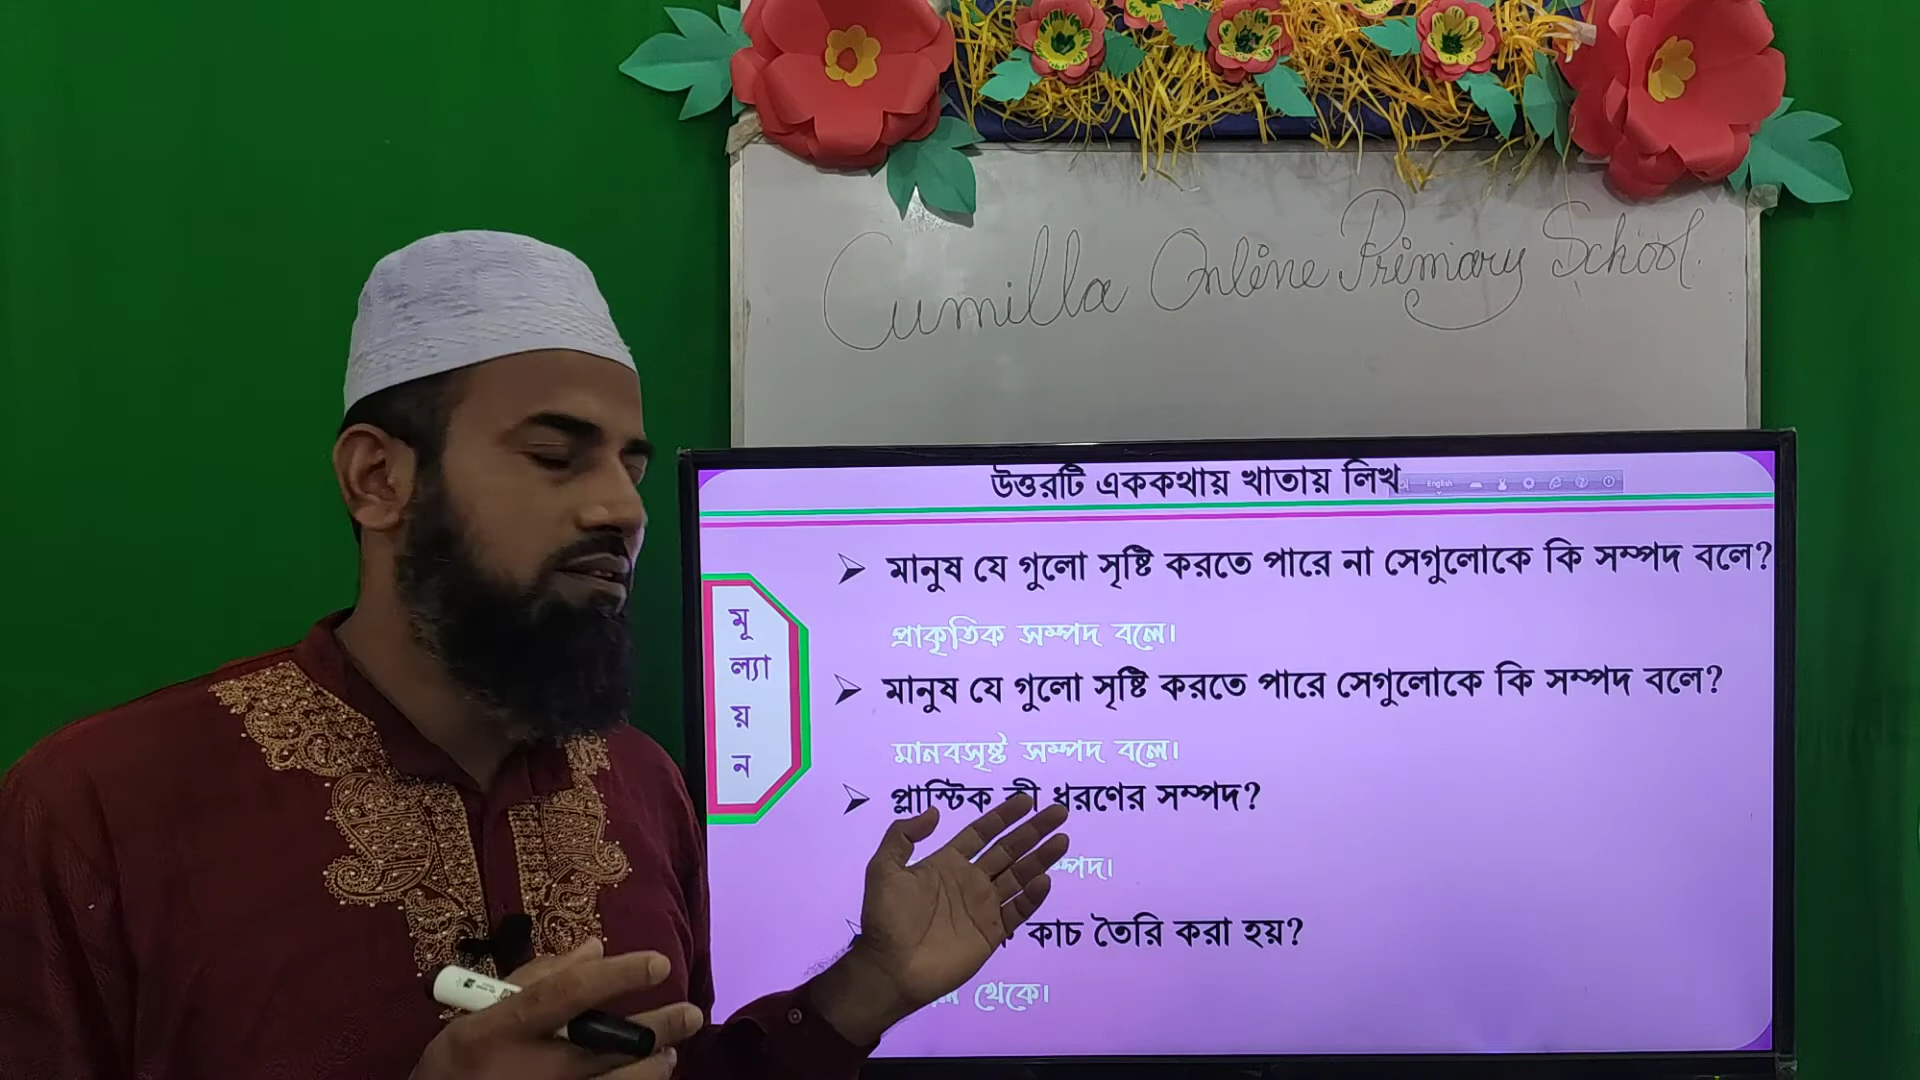 Cumilla Online Primary School.
উত্তরটি এককথায় খাতায় লিখ
English
মানুষ যে গুলো সৃষ্টি করতে পারে না সেগুলোকে কি সম্পদ বলে?
প্রাকৃতিক সম্পদ বলে।
মানুষ যে গুলো সৃষ্টি করতে পারে সেগুলোকে কি সম্পদ বলে?
মানবসৃষ্ট সম্পদ বলে।
প্লাস্টিক কী ধরণের সম্পদ?
কাচ তৈরি করা হয়?
থেকে।
মূ
ল্যা
য়
ন